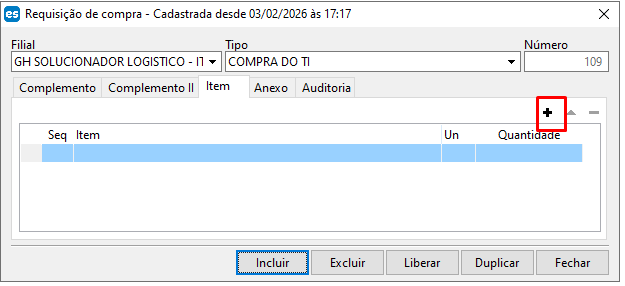 es Requisição de compra - Cadastrada desde 03/02/2026 às 17:17
Filial Tipo Número
GH SOLUCIONADOR LOGISTICO - IT COMPRA DO TI 109
Complemento Complemento II Item Anexo Auditoria
Seq Item Un Quantidade
Incluir Excluir Liberar Duplicar Fechar